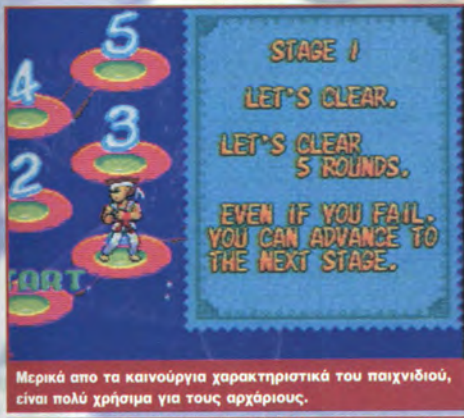 5
4
3
2
START
STAGE 1
LET'S CLEAR.
LET'S CLEAR
5 ROUNDS.
EVEN IF YOU FAIL.
YOU CAN ADVANCE TO
THE NEXT STAGE.
Μερικά απο τα καινούργια χαρακτηριστικά του παιχνιδιού,
είναι πολύ χρήσιμα για τους αρχάριους.